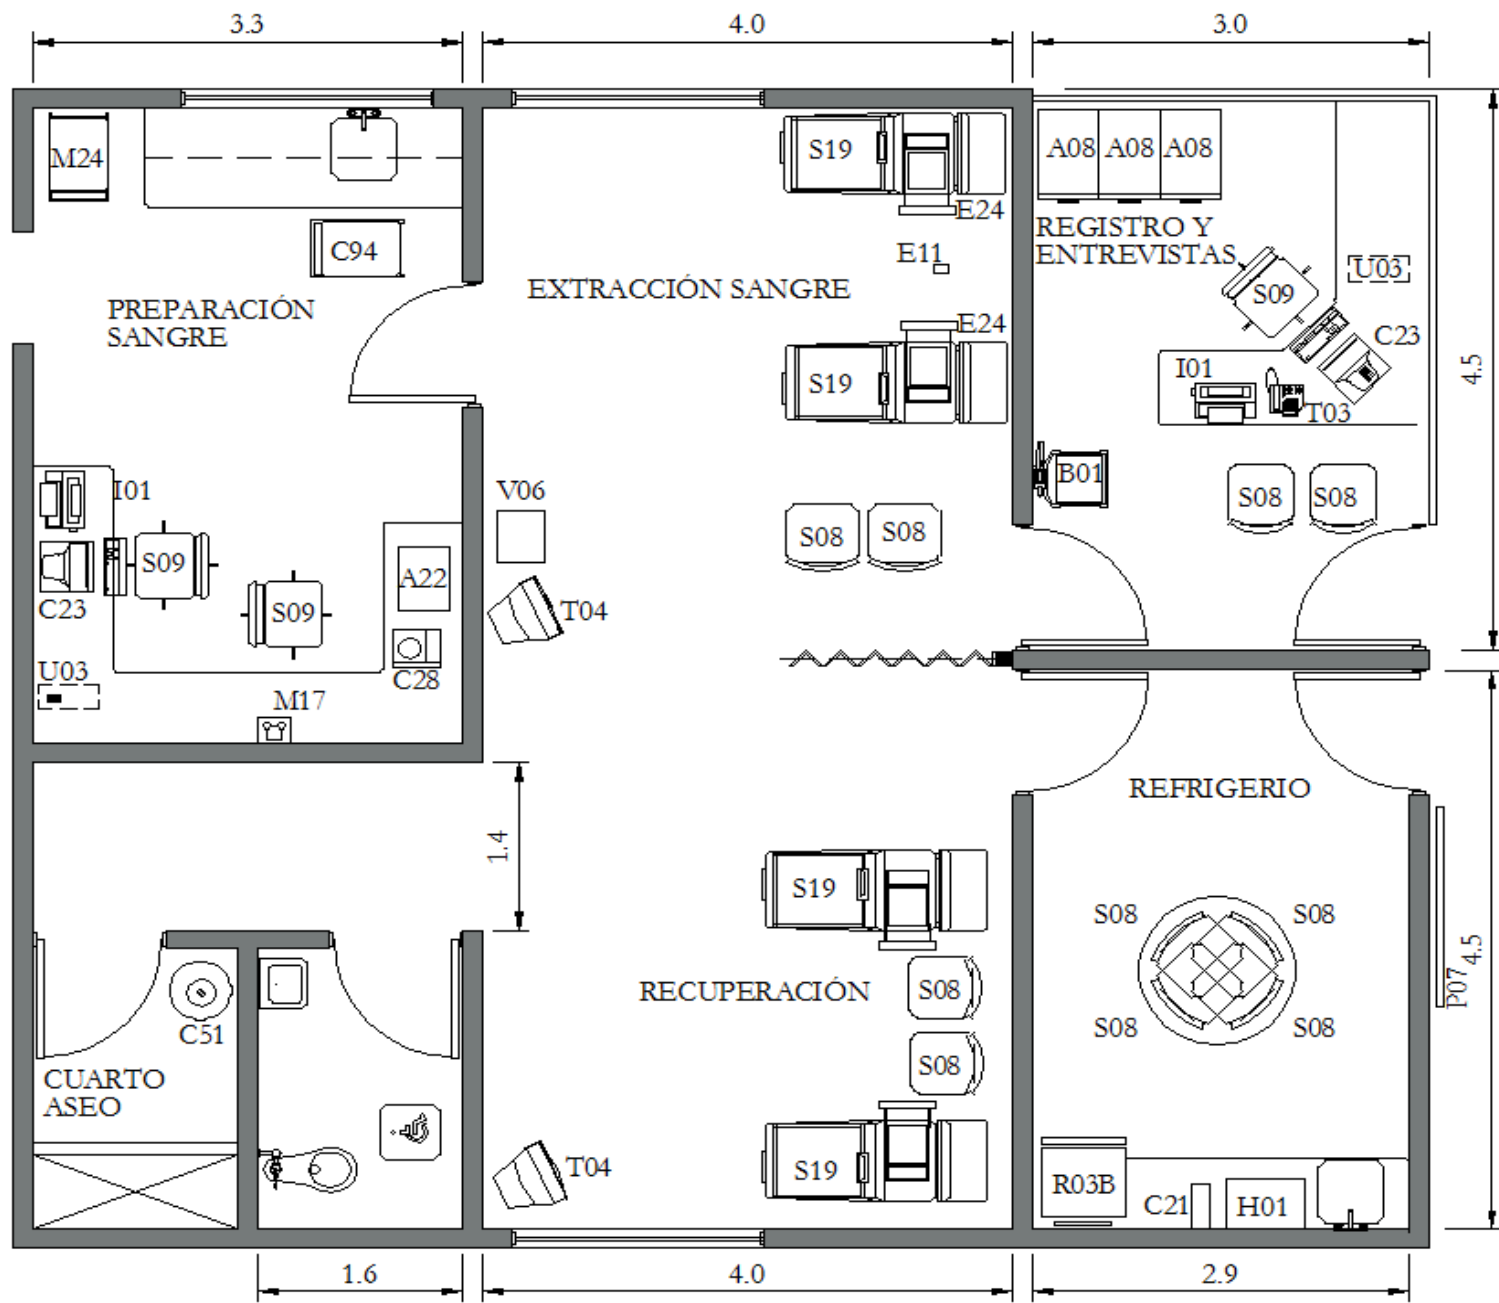 3.3
4.0
3.0
M24
S19
A08 A08 A08
E24
REGISTRO Y
ENTREVISTAS
C94
E11
U03
EXTRACCIÓN SANGRE
S09
PREPARACIÓN
SANGRE
E24
C23
S19
I01
T03
4.5
B01
I01
V06
S08
S08
S08
S08
S09
A22
C23
S09
T04
U03
C28
M17
REFRIGERIO
1.4
S19
S08
S08
4.5
RECUPERACIÓN
S08
P07
C51
S08
S08
S08
CUARTO
ASEO
T04
S19
R03B
C21
H01
1.6
4.0
2.9